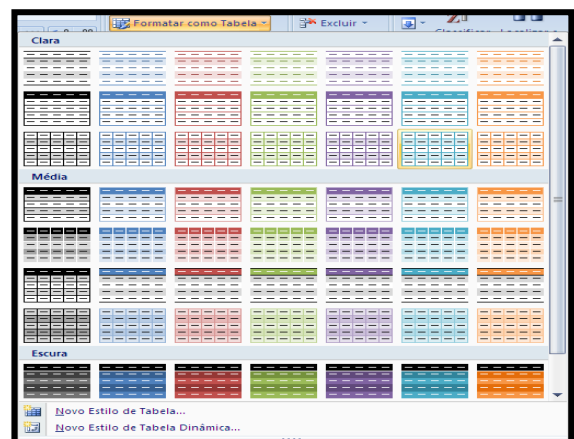 Formatar como Tabela Excluir
Clara
Média
Escura
Novo Estilo de Tabela...
Novo Estilo de Tabela Dinâmica...